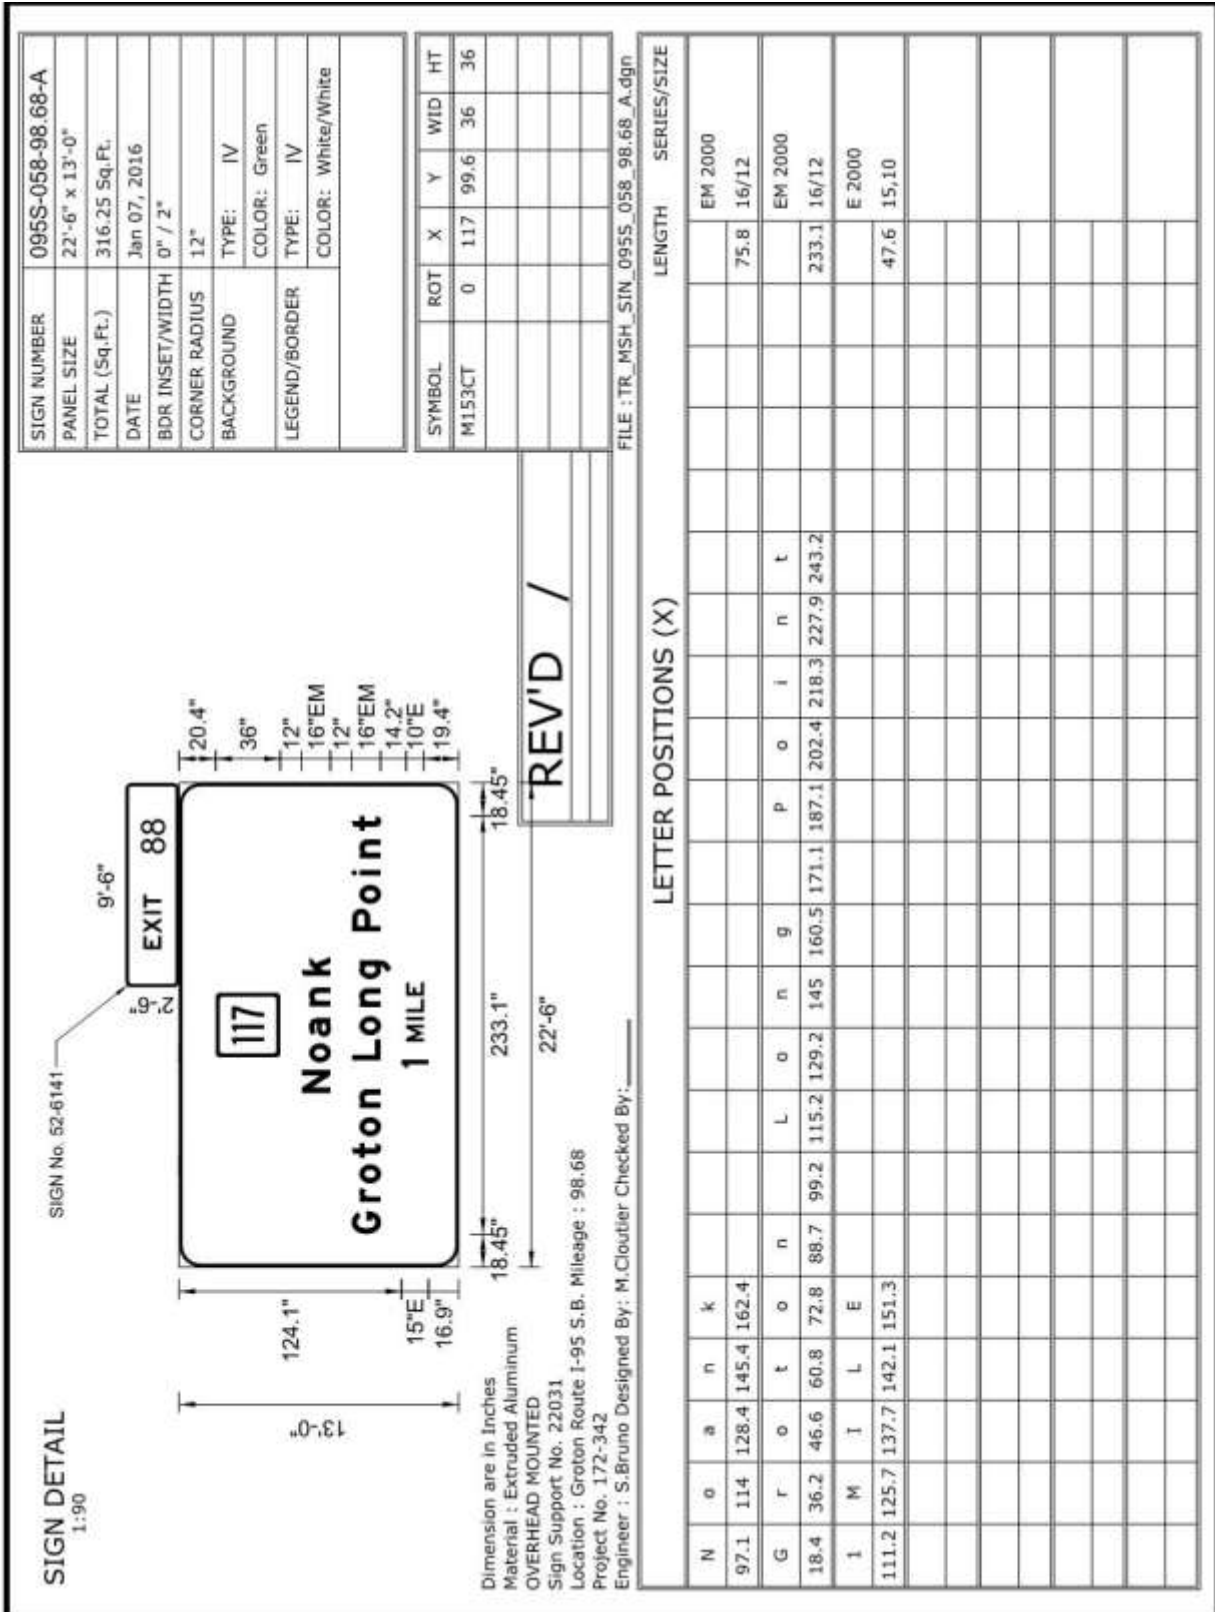 SIGN DETAIL
1:90
SIGN No. 52-6141
9'-6"
2'-6"
EXIT 88
117
Noank
Groton Long Point
1 MILE
13'-0"
124.1"
15"E
16.9"
20.4"
36"
12"
16"EM
12"
16"EM
14.2"
10"E
19.4"
18.45" 233.1" 18.45"
22'-6"
SIGN NUMBER 095S-058-98.68-A
PANEL SIZE 22'-6" x 13'-0"
TOTAL (Sq.Ft.) 316.25 Sq.Ft.
DATE Jan 07, 2016
BDR INSET/WIDTH 0" / 2"
CORNER RADIUS 12"
BACKGROUND TYPE: IV
COLOR: Green
LEGEND/BORDER TYPE: IV
COLOR: White/White
SYMBOL ROT X Y WID HT
M153CT 0 117 99.6 36 36
REV'D /
Dimension are in Inches
Material : Extruded Aluminum
OVERHEAD MOUNTED
Sign Support No. 22031
Location : Groton Route I-95 S.B. Mileage : 98.68
Project No. 172-342
Engineer : S.Bruno Designed By: M.Cloutier Checked By:
FILE : TR_MSH_SIN_095S_058_98.68_A.dgn
LETTER POSITIONS (X) LENGTH SERIES/SIZE
N o a n k EM 2000
97.1 114 128.4 145.4 162.4 75.8 16/12
G r o t o n L o n g P o i n t EM 2000
18.4 36.2 46.6 60.8 72.8 88.7 99.2 115.2 129.2 145 160.5 171.1 187.1 202.4 218.3 227.9 243.2 233.1 16/12
1 M I L E E 2000
111.2 125.7 137.7 142.1 151.3 47.6 15,10